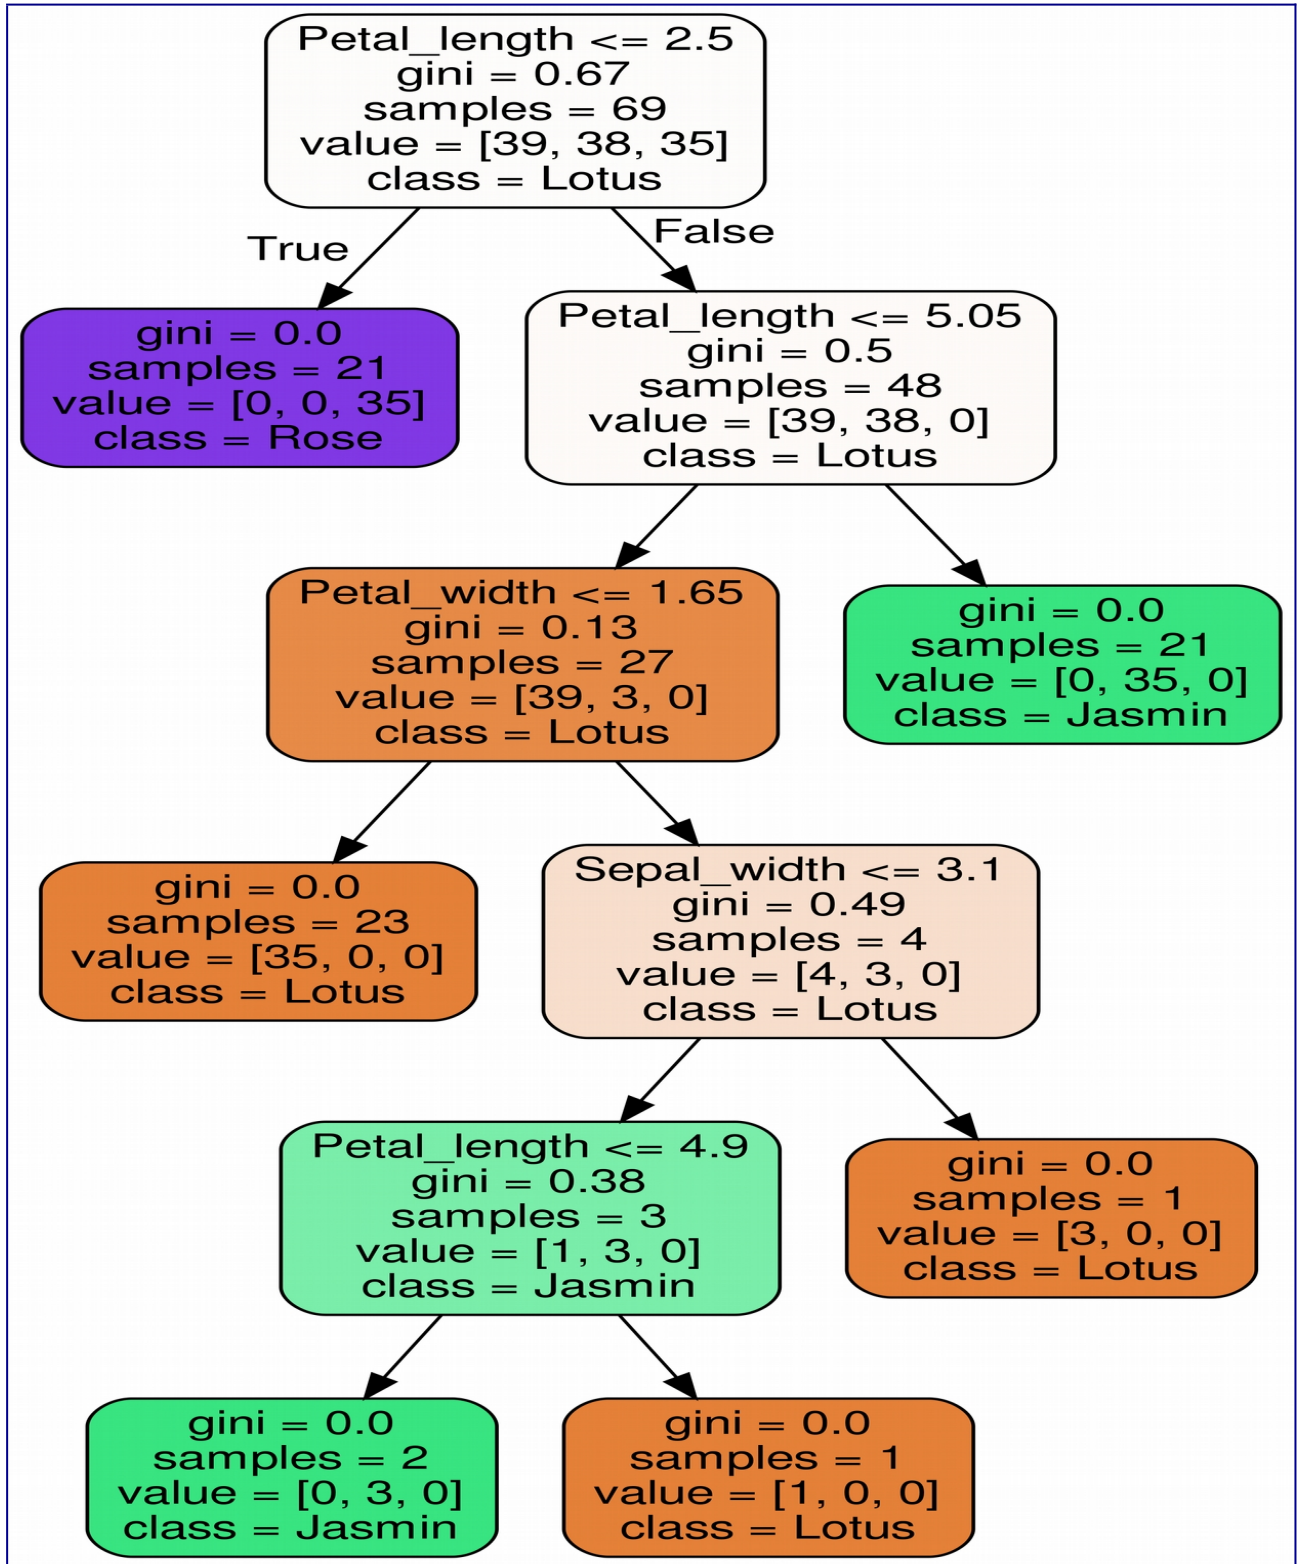 Petal_length <= 2.5
gini = 0.67
samples = 69
value = [39, 38, 35]
class = Lotus
True
False
gini = 0.0
samples = 21
value = [0, 0, 35]
class = Rose
Petal_length <= 5.05
gini = 0.5
samples = 48
value = [39, 38, 0]
class = Lotus
Petal_width <= 1.65
gini = 0.13
samples = 27
value = [39, 3, 0]
class = Lotus
gini = 0.0
samples = 21
value = [0, 35, 0]
class = Jasmin
gini = 0.0
samples = 23
value = [35, 0, 0]
class = Lotus
Sepal_width <= 3.1
gini = 0.49
samples = 4
value = [4, 3, 0]
class = Lotus
Petal_length <= 4.9
gini = 0.38
samples = 3
value = [1, 3, 0]
class = Jasmin
gini = 0.0
samples = 1
value = [3, 0, 0]
class = Lotus
gini = 0.0
samples = 2
value = [0, 3, 0]
class = Jasmin
gini = 0.0
samples = 1
value = [1, 0, 0]
class = Lotus